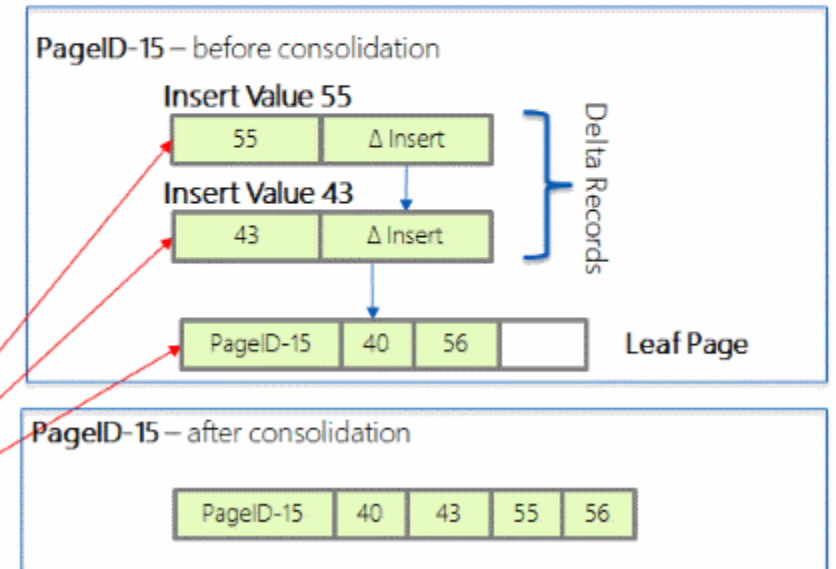 PageID-15 – before consolidation
Insert Value 55
55 Δ Insert
Insert Value 43
43 Δ Insert
Delta Records
PageID-15 40 56
Leaf Page
PageID-15 – after consolidation
PageID-15 40 43 55 56